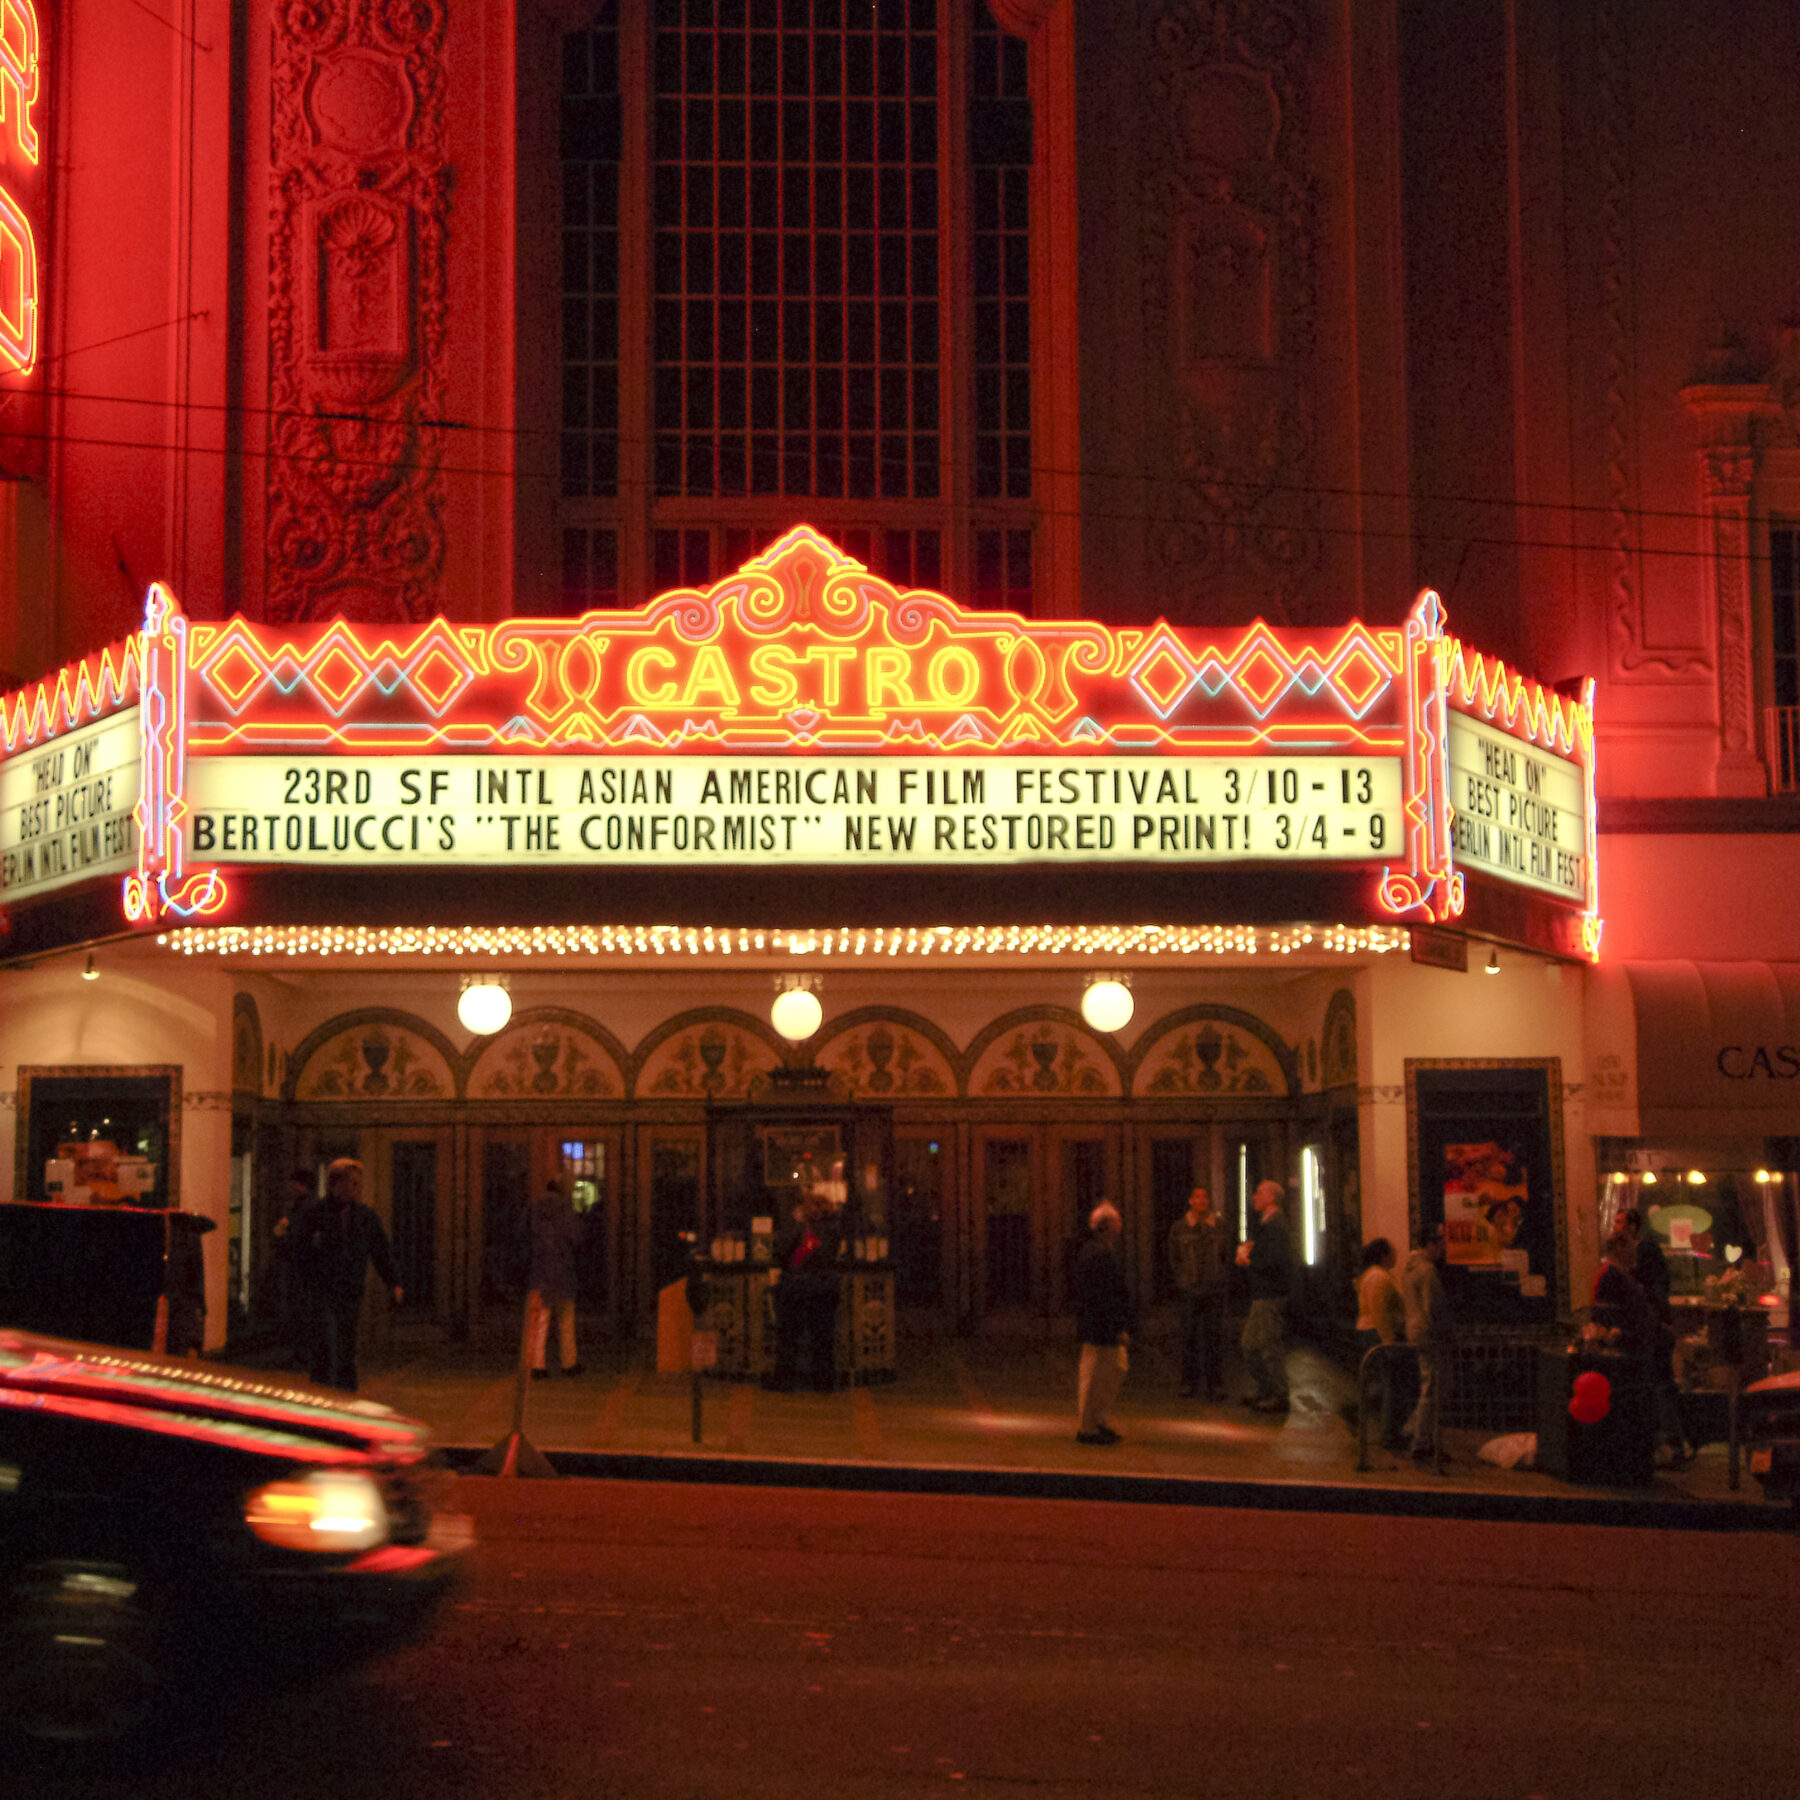 R
O
CASTRO
23RD SF INTL ASIAN AMERICAN FILM FESTIVAL 3/10 - 13
BERTOLUCCI'S "THE CONFORMIST" NEW RESTORED PRINT! 3/4 - 9
"HEAD ON"
BEST PICTURE
BERLIN INTL FILM FEST
"HEAD ON"
BEST PICTURE
BERLIN INTL FILM FEST
CAS